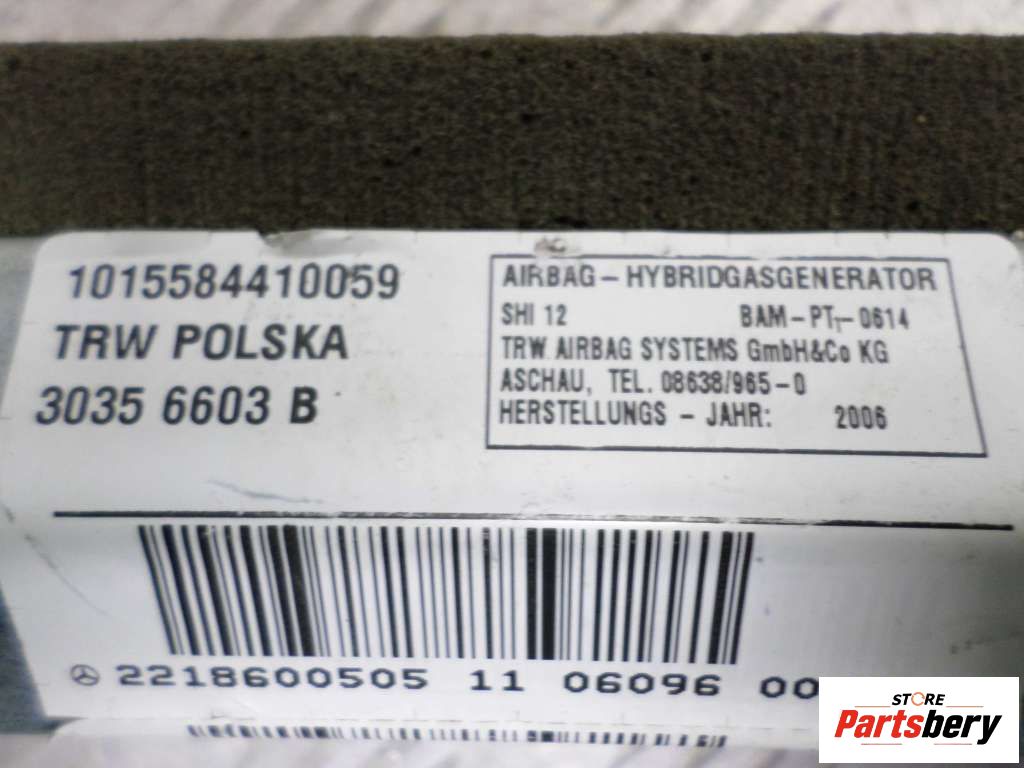 1015584410059
TRW POLSKA
3035 6603 B
AIRBAG - HYBRIDGASGENERATOR
SHI 12 BAM-PT1-0614
TRW AIRBAG SYSTEMS GmbH&Co KG
ASCHAU, TEL. 08638/965-0
HERSTELLUNGS - JAHR: 2006
2218600505 11 06096 00
STORE
Partsbery